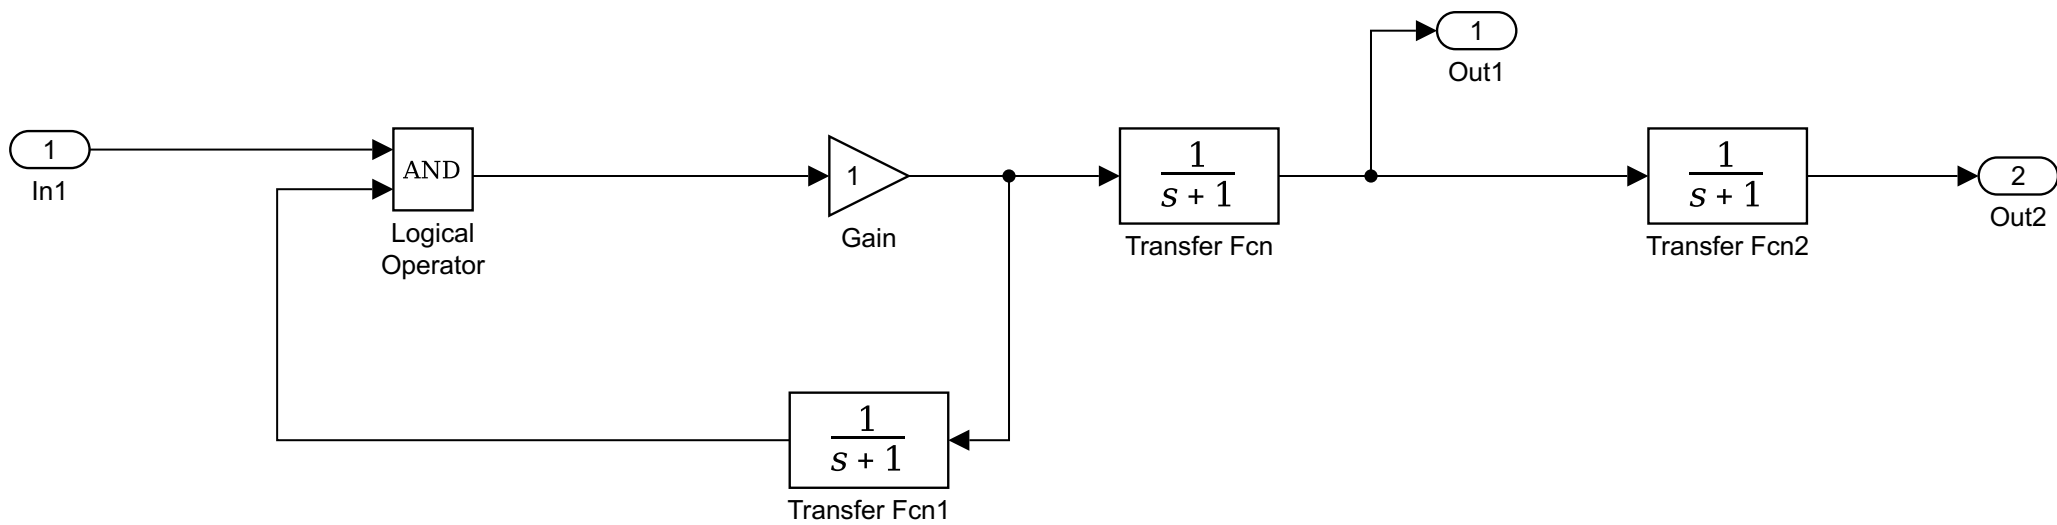 1
Out1
1
In1
AND
Logical
Operator
1
Gain
1
s + 1
Transfer Fcn
1
s + 1
Transfer Fcn2
2
Out2
1
s + 1
Transfer Fcn1